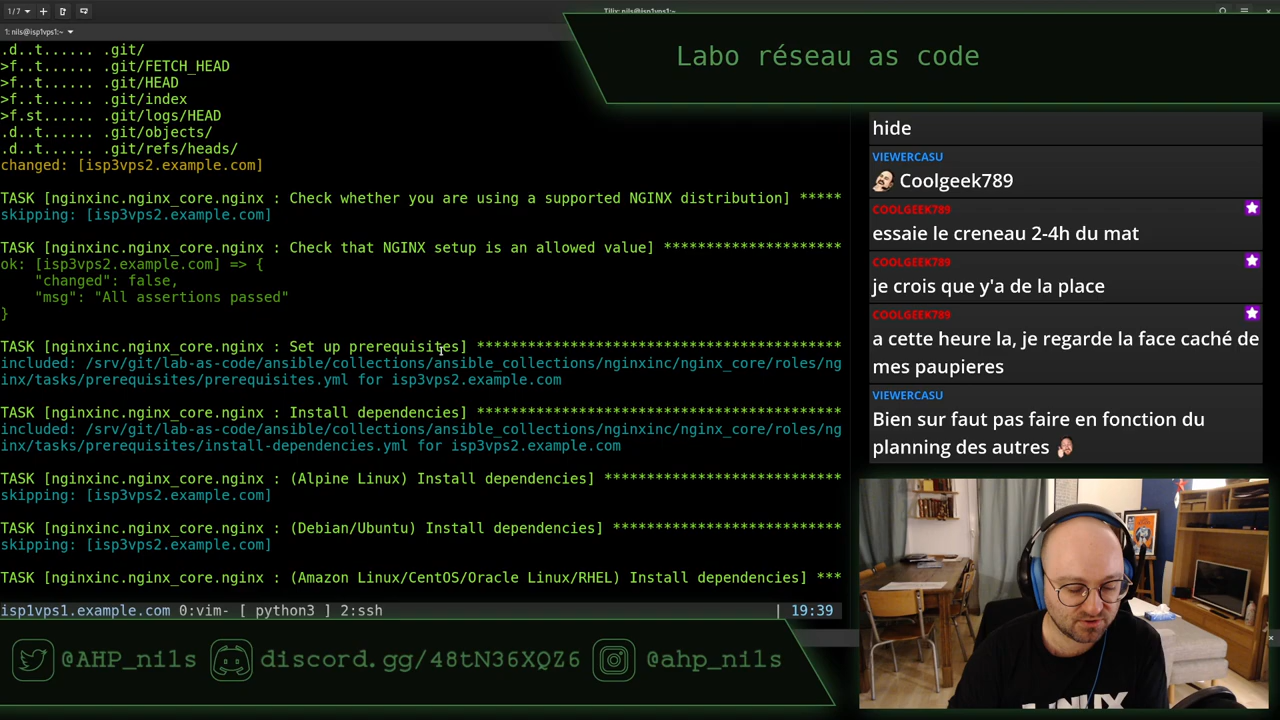 1/7
Tilix: nils@isp1vps1:~
1: nils@isp1vps1:~
.d..t...... .git/
>f..t...... .git/FETCH_HEAD
>f..t...... .git/HEAD
>f..t...... .git/index
>f.st...... .git/logs/HEAD
.d..t...... .git/objects/
.d..t...... .git/refs/heads/
changed: [isp3vps2.example.com]
TASK [nginxinc.nginx_core.nginx : Check whether you are using a supported NGINX distribution] *****
skipping: [isp3vps2.example.com]
TASK [nginxinc.nginx_core.nginx : Check that NGINX setup is an allowed value] *********************
ok: [isp3vps2.example.com] => {
"changed": false,
"msg": "All assertions passed"
}
TASK [nginxinc.nginx_core.nginx : Set up prerequisites] *******************************************
included: /srv/git/lab-as-code/ansible/collections/ansible_collections/nginxinc/nginx_core/roles/ng
inx/tasks/prerequisites/prerequisites.yml for isp3vps2.example.com
TASK [nginxinc.nginx_core.nginx : Install dependencies] *******************************************
included: /srv/git/lab-as-code/ansible/collections/ansible_collections/nginxinc/nginx_core/roles/ng
inx/tasks/prerequisites/install-dependencies.yml for isp3vps2.example.com
TASK [nginxinc.nginx_core.nginx : (Alpine Linux) Install dependencies] ****************************
skipping: [isp3vps2.example.com]
TASK [nginxinc.nginx_core.nginx : (Debian/Ubuntu) Install dependencies] ***************************
skipping: [isp3vps2.example.com]
TASK [nginxinc.nginx_core.nginx : (Amazon Linux/CentOS/Oracle Linux/RHEL) Install dependencies] ***
isp1vps1.example.com 0:vim- [ python3 ] 2:ssh | 19:39
Labo réseau as code
hide
VIEWERCASU
Coolgeek789
COOLGEEK789
essaie le creneau 2-4h du mat
COOLGEEK789
je crois que y'a de la place
COOLGEEK789
a cette heure la, je regarde la face caché de
mes paupieres
VIEWERCASU
Bien sur faut pas faire en fonction du
planning des autres
LINUX
@AHP_nils discord.gg/48tN36XQZ6 @ahp_nils